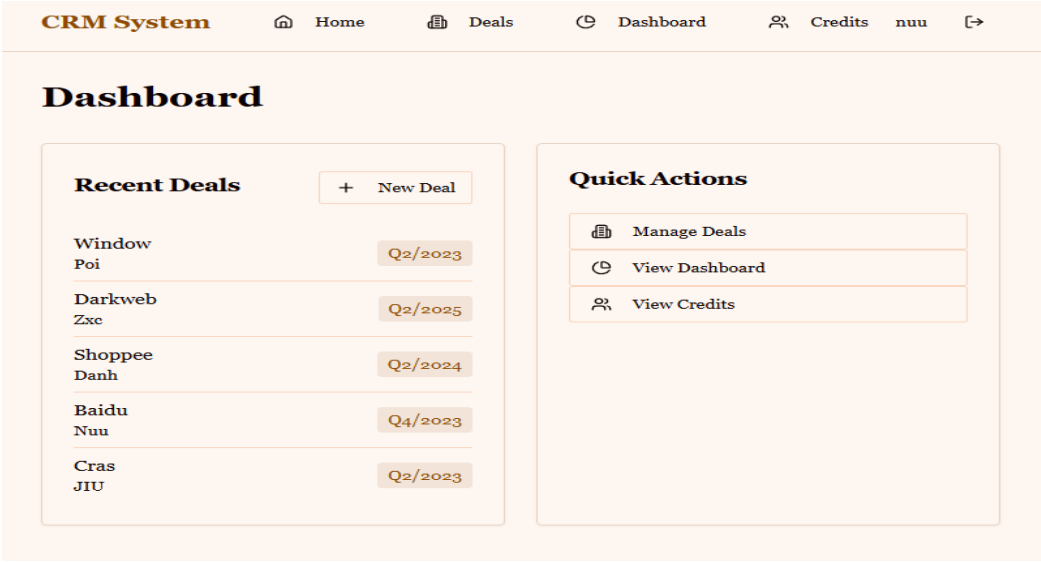 CRM System Home Deals Dashboard Credits nuu
Dashboard
Recent Deals
New Deal
Window
Poi
Q2/2023
Darkweb
Zxc
Q2/2025
Shoppee
Danh
Q2/2024
Baidu
Nuu
Q4/2023
Cras
JIU
Q2/2023
Quick Actions
Manage Deals
View Dashboard
View Credits